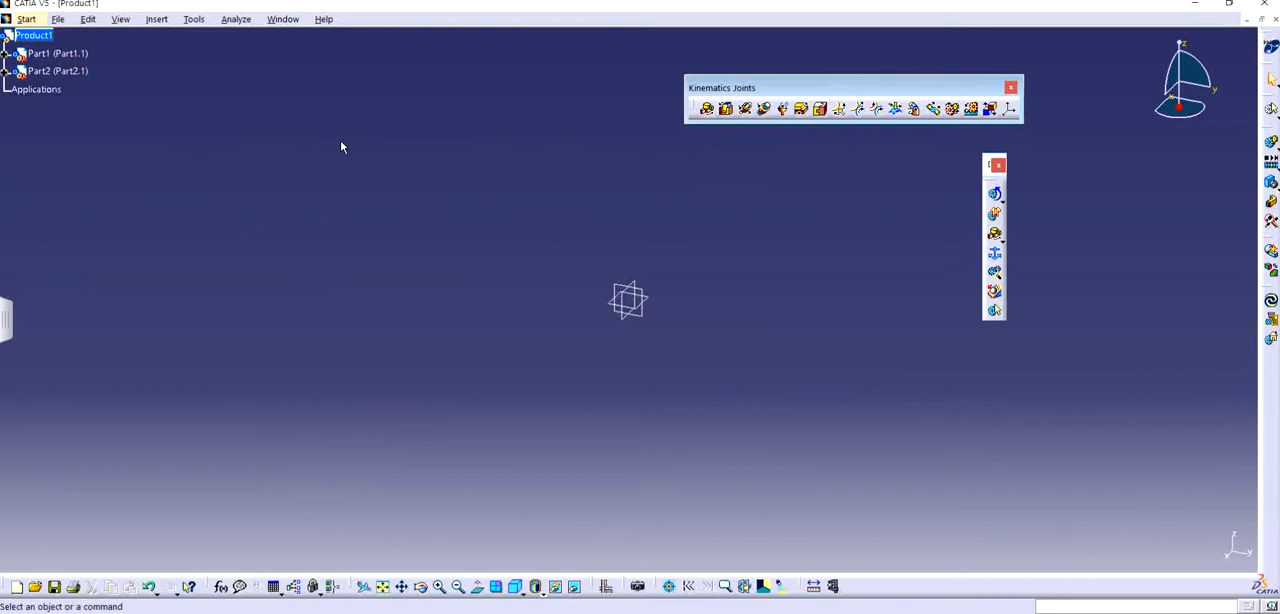 CATIA V5 - [Product1]
Start File Edit View Insert Tools Analyze Window Help
Product1
Part1 (Part1.1)
Part2 (Part2.1)
Applications
Kinematics Joints
z
y
x
z
y
x
f(x)
CATIA
Select an object or a command